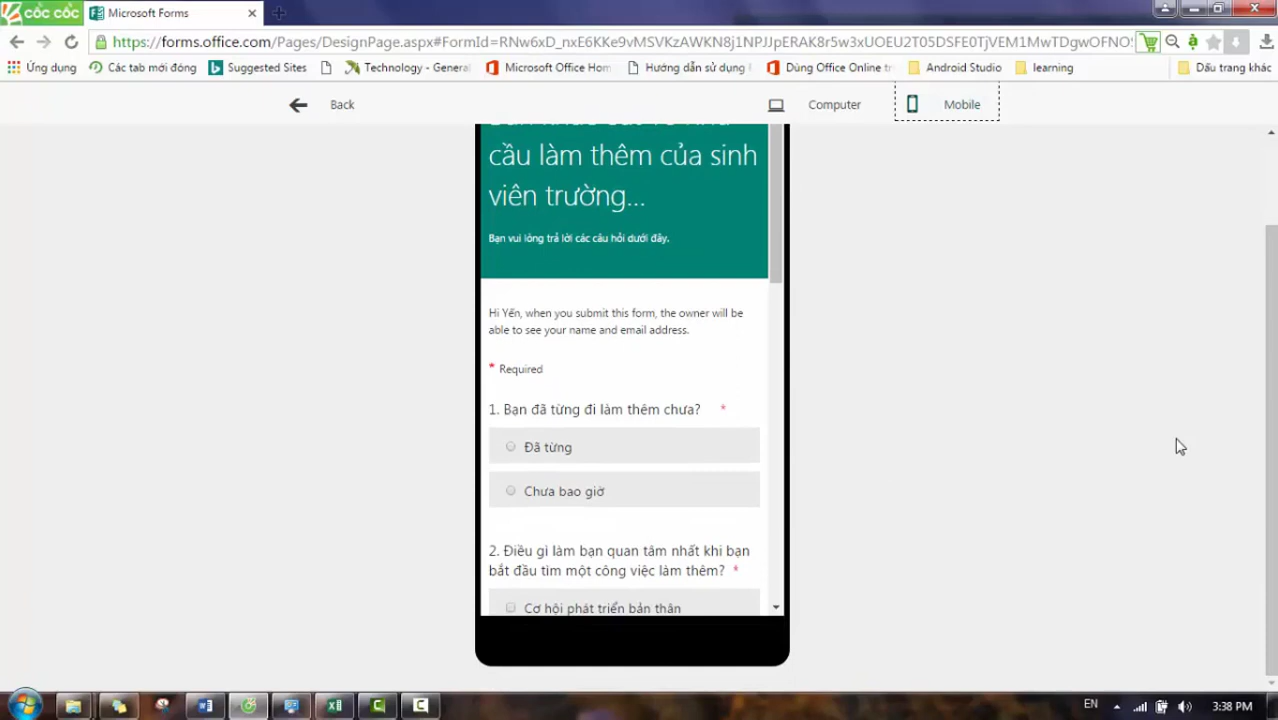 CỐC CỐC
Microsoft Forms
https://forms.office.com/Pages/DesignPage.aspx#FormId=RNw6xD_nxE6KKe9vMSVKzAWKN8j1NPJJpERAK8r5w3xUOEU2T05DSFE0TjVEM1MwTDgwOFNO
Ứng dụng
Các tab mới đóng
Suggested Sites
Technology - General
Microsoft Office Hom
Hướng dẫn sử dụng
Dùng Office Online tr
Android Studio
learning
Dấu trang khác
Back
Computer
Mobile
cầu làm thêm của sinh
viên trường...
Bạn vui lòng trả lời các câu hỏi dưới đây.
Hi Yến, when you submit this form, the owner will be
able to see your name and email address.
* Required
1. Bạn đã từng đi làm thêm chưa? *
Đã từng
Chưa bao giờ
2. Điều gì làm bạn quan tâm nhất khi bạn
bắt đầu tìm một công việc làm thêm? *
Cơ hội phát triển bản thân
EN
3:38 PM